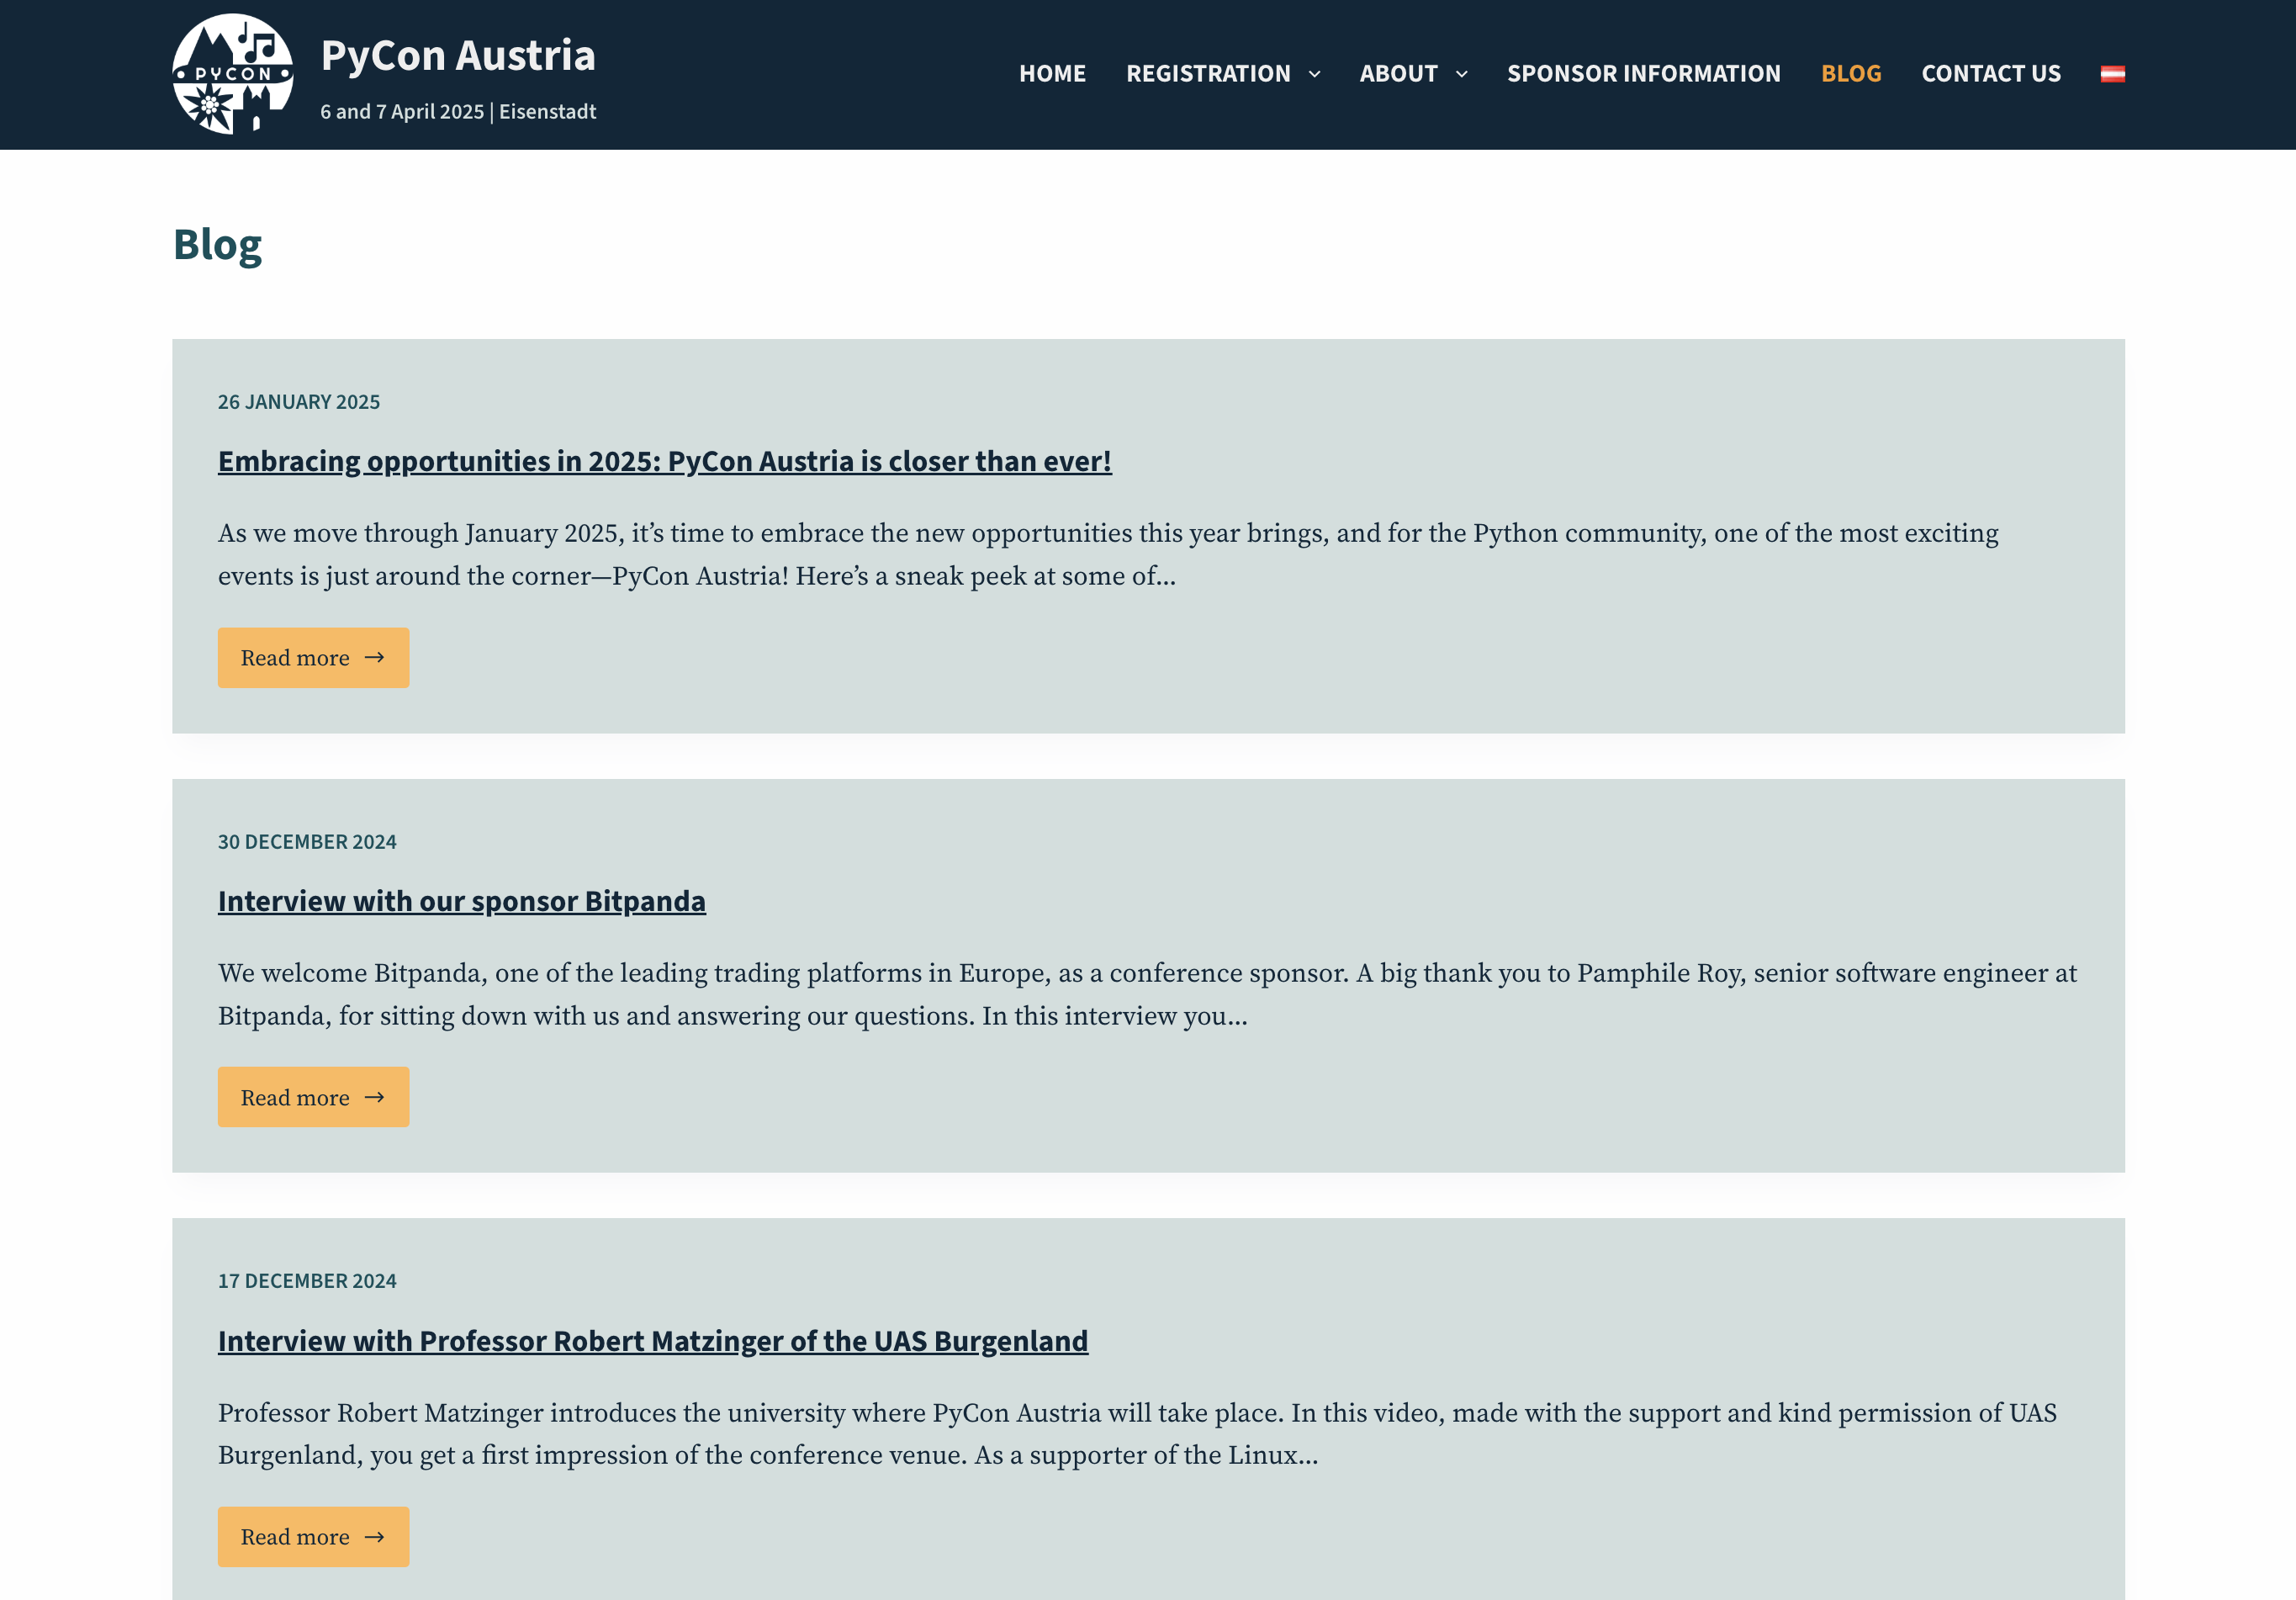 PYCON
PyCon Austria
6 and 7 April 2025 | Eisenstadt
HOME REGISTRATION ABOUT SPONSOR INFORMATION BLOG CONTACT US
Blog
26 JANUARY 2025
Embracing opportunities in 2025: PyCon Austria is closer than ever!
As we move through January 2025, it’s time to embrace the new opportunities this year brings, and for the Python community, one of the most exciting
events is just around the corner—PyCon Austria! Here’s a sneak peek at some of…
Read more →
30 DECEMBER 2024
Interview with our sponsor Bitpanda
We welcome Bitpanda, one of the leading trading platforms in Europe, as a conference sponsor. A big thank you to Pamphile Roy, senior software engineer at
Bitpanda, for sitting down with us and answering our questions. In this interview you…
Read more →
17 DECEMBER 2024
Interview with Professor Robert Matzinger of the UAS Burgenland
Professor Robert Matzinger introduces the university where PyCon Austria will take place. In this video, made with the support and kind permission of UAS
Burgenland, you get a first impression of the conference venue. As a supporter of the Linux…
Read more →